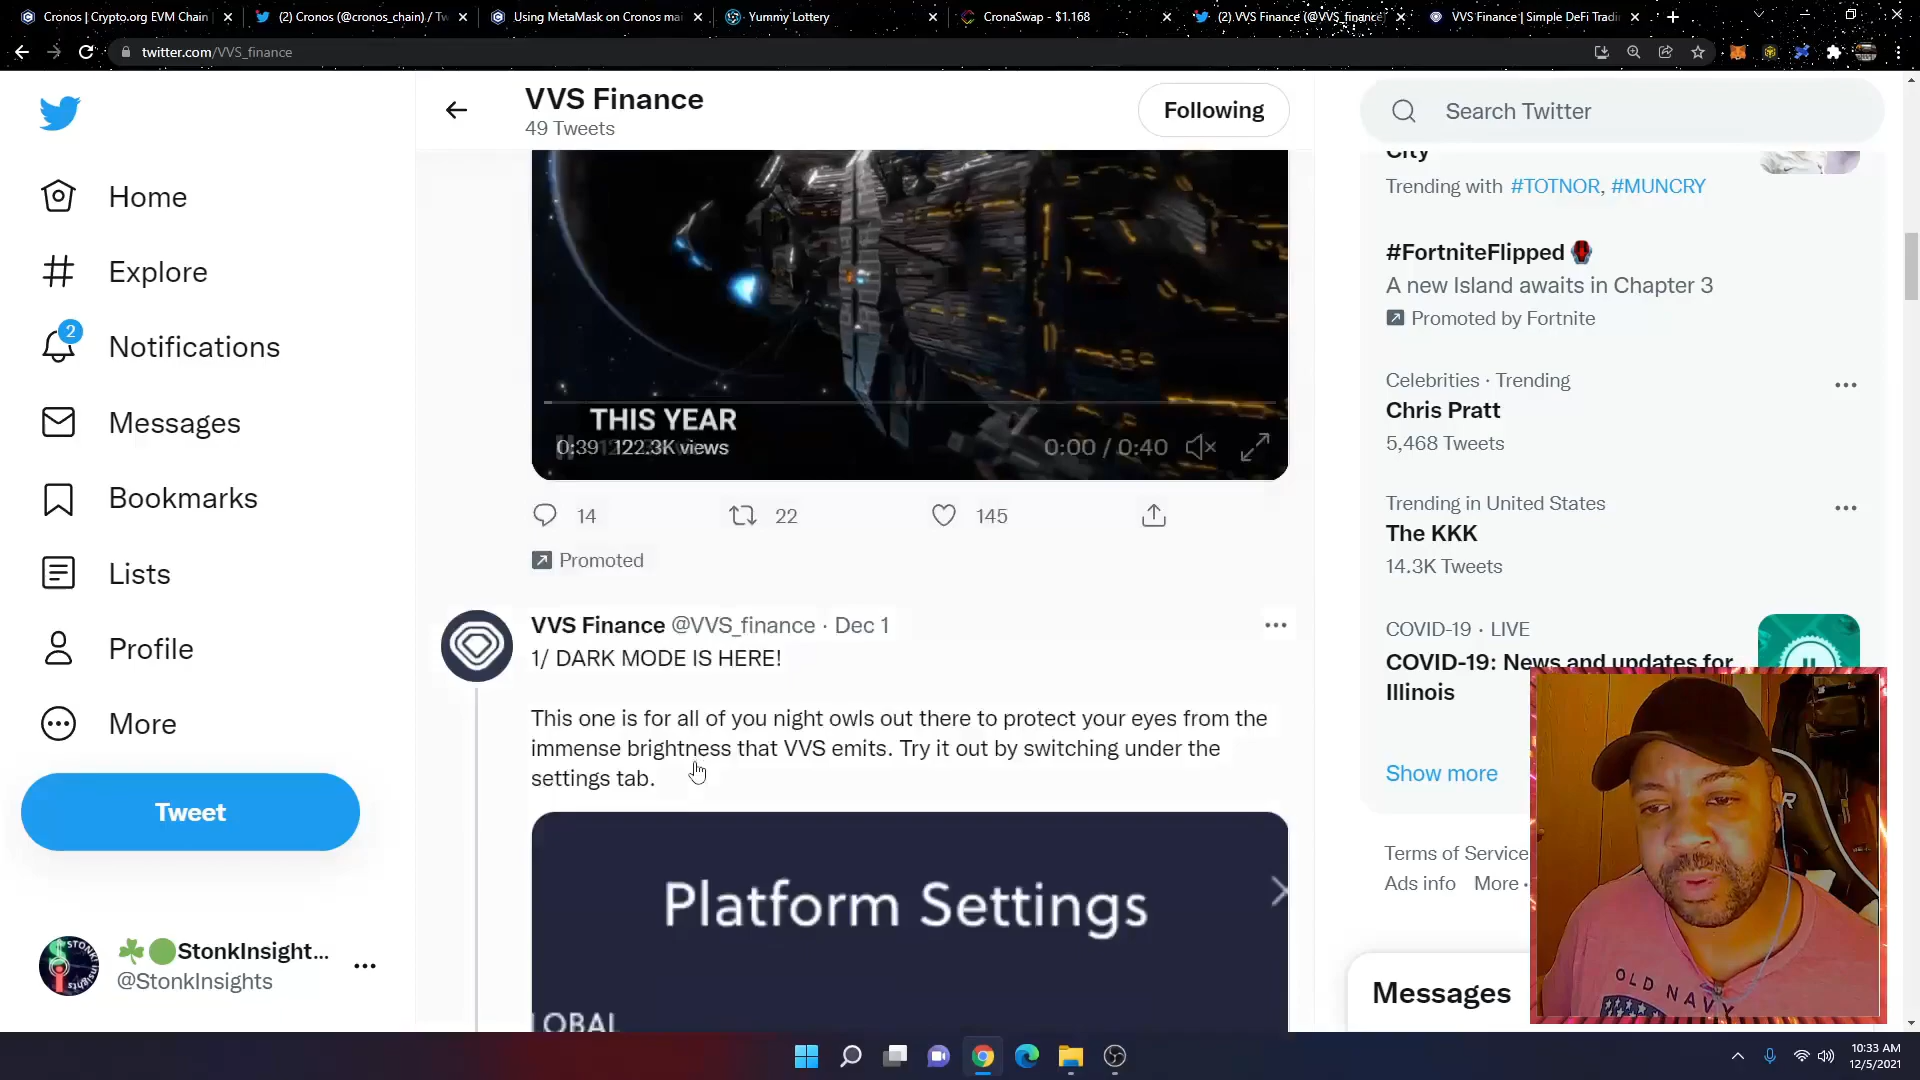 Cronos | Crypto.org EVM Chain
(2) Cronos (@cronos_chain) / Tw
Using MetaMask on Cronos mai
Yummy Lottery
CronaSwap - $1.168
(2) VVS Finance (@VVS_finance)
VVS Finance | Simple DeFi Tradi
twitter.com/VVS_finance
VVS Finance
49 Tweets
Following
Search Twitter
Home
Explore
Notifications
2
Messages
Bookmarks
Lists
Profile
More
Tweet
StonkInsight...
@StonkInsights
THIS YEAR
0:39 122.3K views
0:00 / 0:40
14
22
145
Promoted
VVS Finance @VVS_finance · Dec 1
1/ DARK MODE IS HERE!
This one is for all of you night owls out there to protect your eyes from the
immense brightness that VVS emits. Try it out by switching under the
settings tab.
Platform Settings
LOBAL
City
Trending with #TOTNOR, #MUNCRY
#FortniteFlipped
A new Island awaits in Chapter 3
Promoted by Fortnite
Celebrities · Trending
Chris Pratt
5,468 Tweets
Trending in United States
The KKK
14.3K Tweets
COVID-19 · LIVE
COVID-19: News and updates for
Illinois
Show more
Terms of Service
Ads info More
Messages
OLD NAVY
10:33 AM
12/5/2021